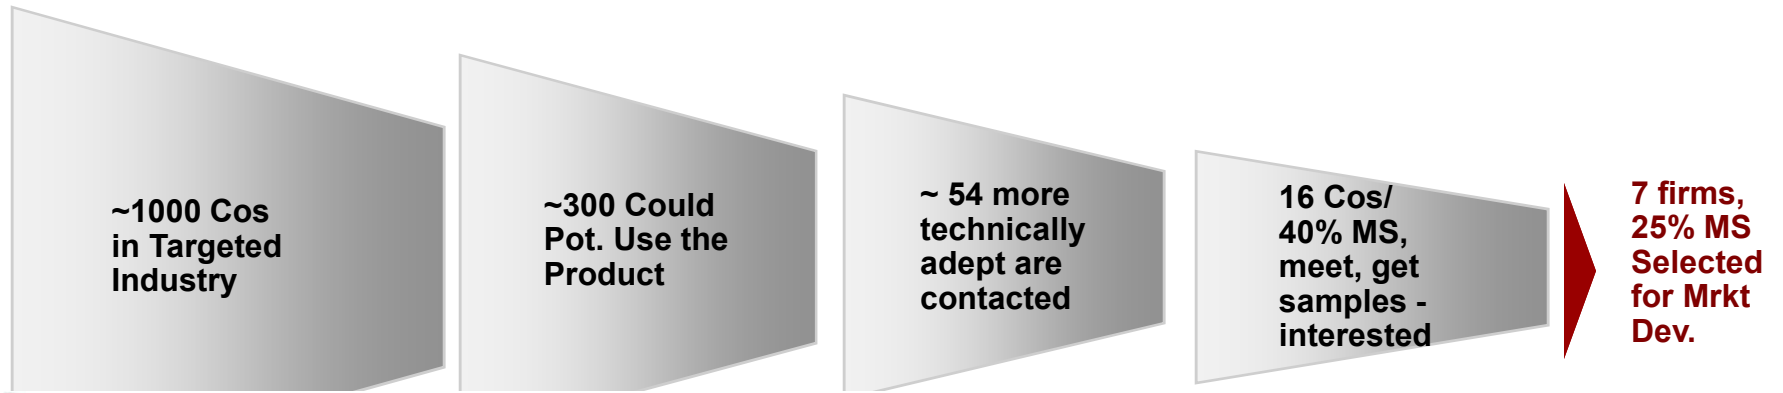 ~1000 Cos
in Targeted
Industry
~300 Could
Pot. Use the
Product
~ 54 more
technically
adept are
contacted
16 Cos/
40% MS,
meet, get
samples -
interested
7 firms,
25% MS
Selected
for Mrkt
Dev.